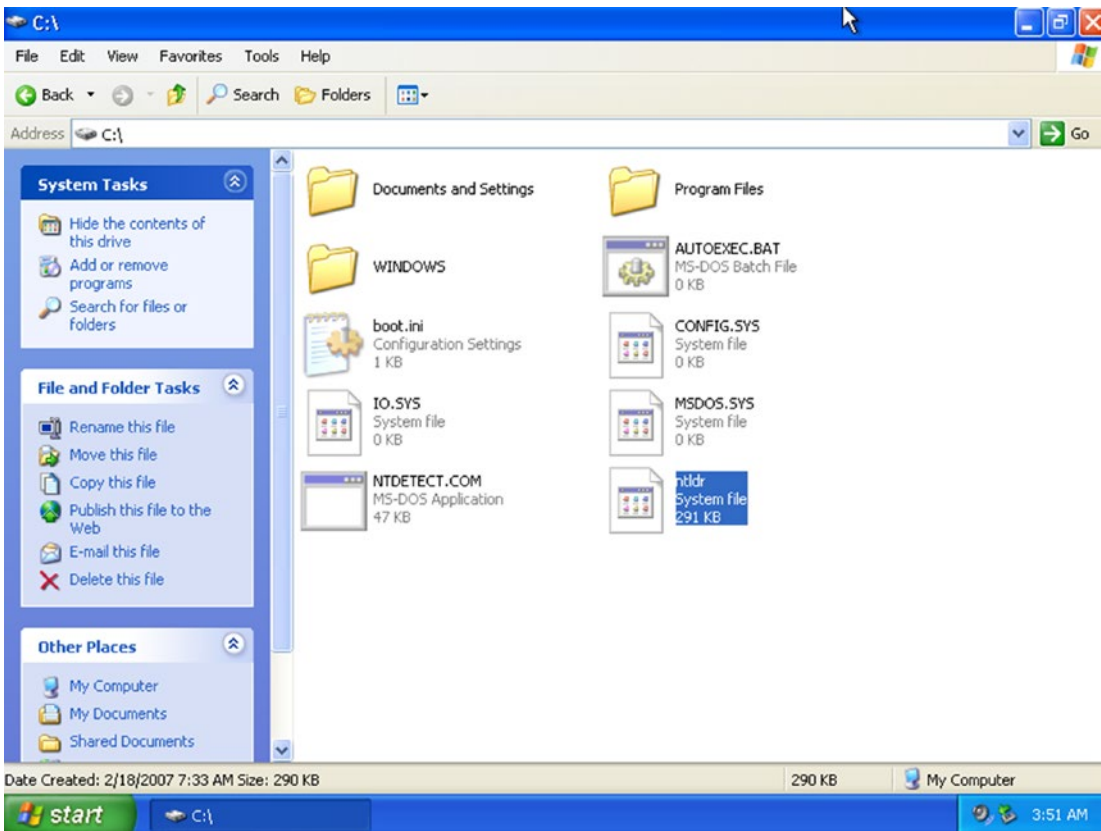 C:\
File Edit View Favorites Tools Help
Back Search Folders
Address C:\ Go
System Tasks
Hide the contents of
this drive
Add or remove
programs
Search for files or
folders
File and Folder Tasks
Rename this file
Move this file
Copy this file
Publish this file to the
Web
E-mail this file
Delete this file
Other Places
My Computer
My Documents
Shared Documents
Documents and Settings
Program Files
WINDOWS
AUTOEXEC.BAT
MS-DOS Batch File
0 KB
boot.ini
Configuration Settings
1 KB
CONFIG.SYS
System file
0 KB
IO.SYS
System file
0 KB
MSDOS.SYS
System file
0 KB
NTDETECT.COM
MS-DOS Application
47 KB
ntldr
System file
291 KB
Date Created: 2/18/2007 7:33 AM Size: 290 KB 290 KB My Computer
start C:\ 3:51 AM